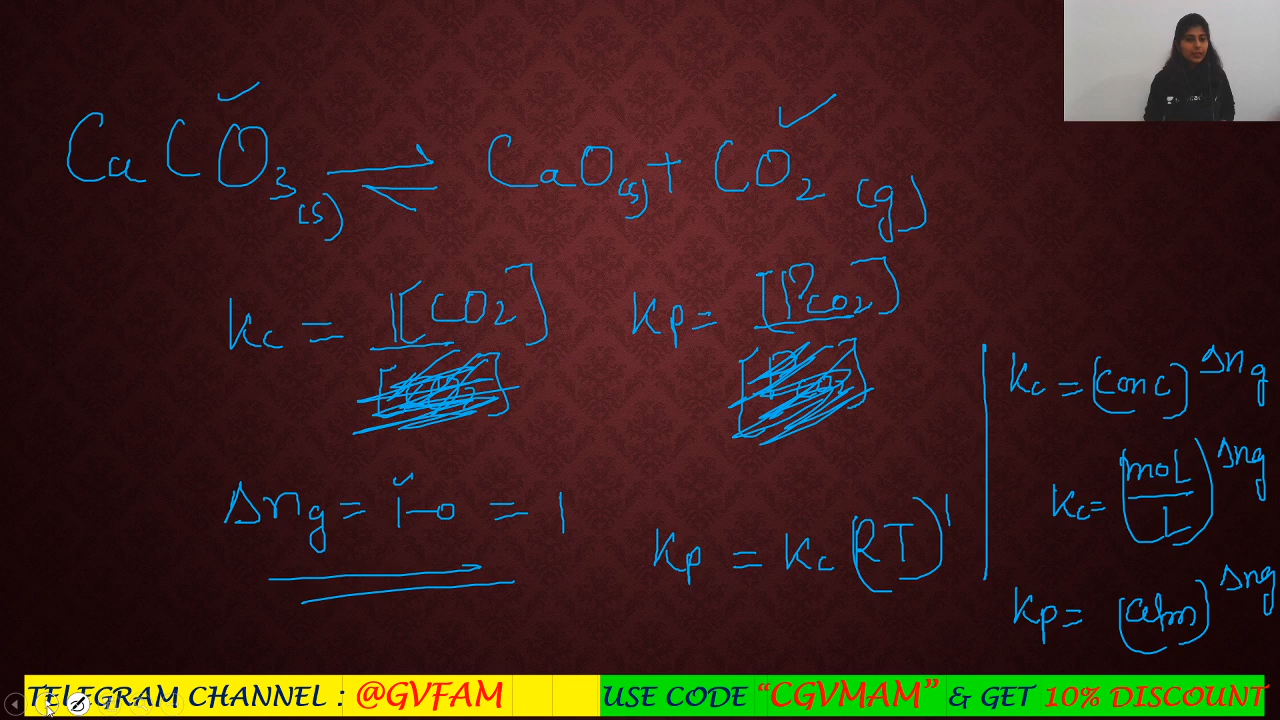 CaCO3(s) ⇌ CaO(s) + CO2(g)
Kc = [CO2]
Kp = [PCO2]
Δng = 1-0 = 1
Kp = Kc (RT)^1
Kc = (conc)^Δng
Kc = (mol/L)^Δng
Kp = (atm)^Δng
TELEGRAM CHANNEL : @GVFAM
USE CODE “CGVMAM” & GET 10% DISCOUNT